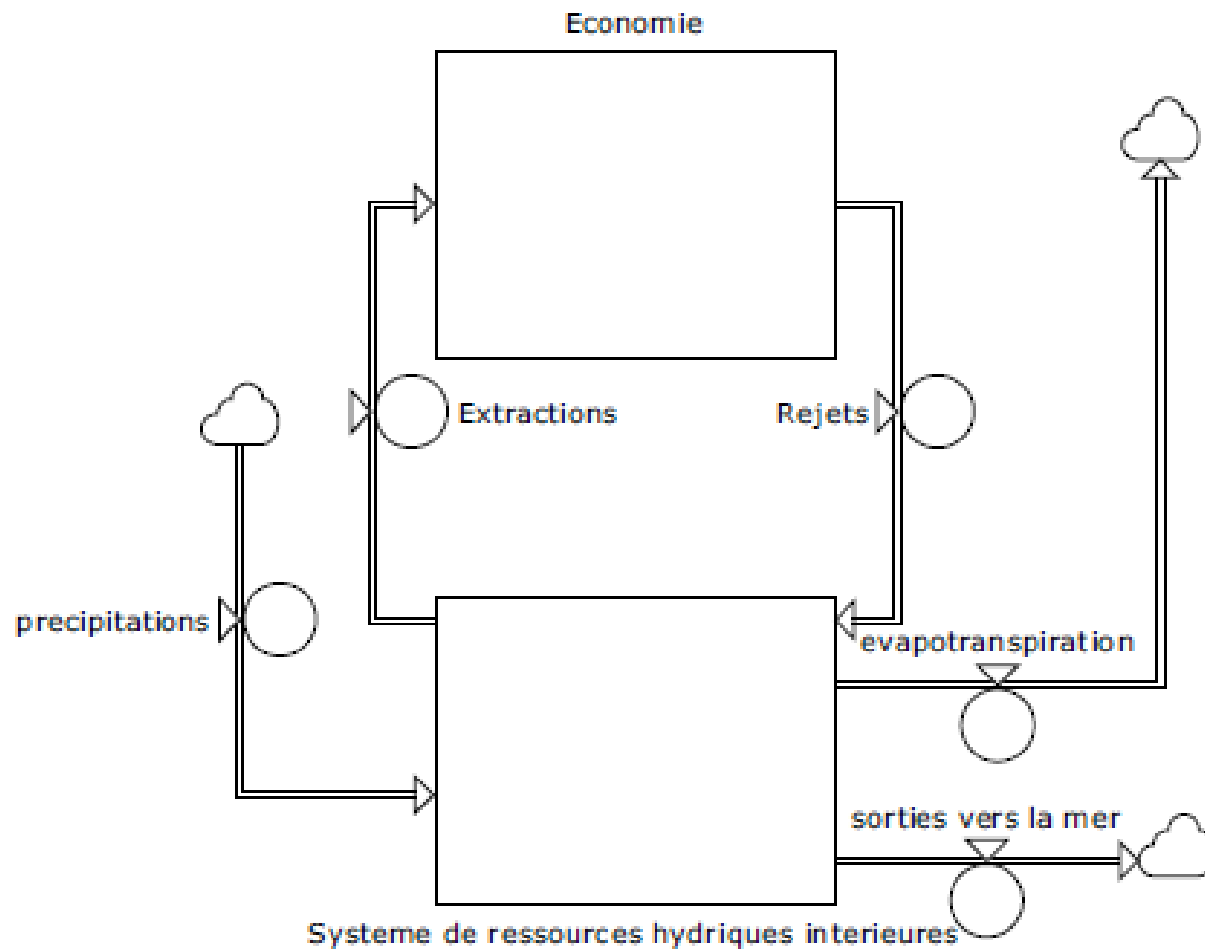 Economie
Extractions
Rejets
precipitations
evapotranspiration
sorties vers la mer
Systeme de ressources hydriques interieures